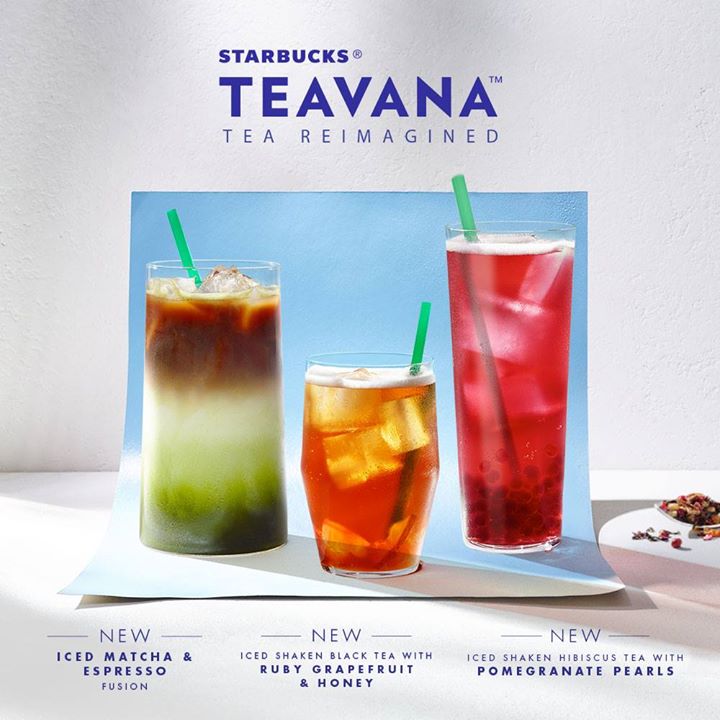 STARBUCKS®
TEAVANA™
TEA REIMAGINED
NEW
ICED MATCHA &
ESPRESSO
FUSION
NEW
ICED SHAKEN BLACK TEA WITH
RUBY GRAPEFRUIT
& HONEY
NEW
ICED SHAKEN HIBISCUS TEA WITH
POMEGRANATE PEARLS